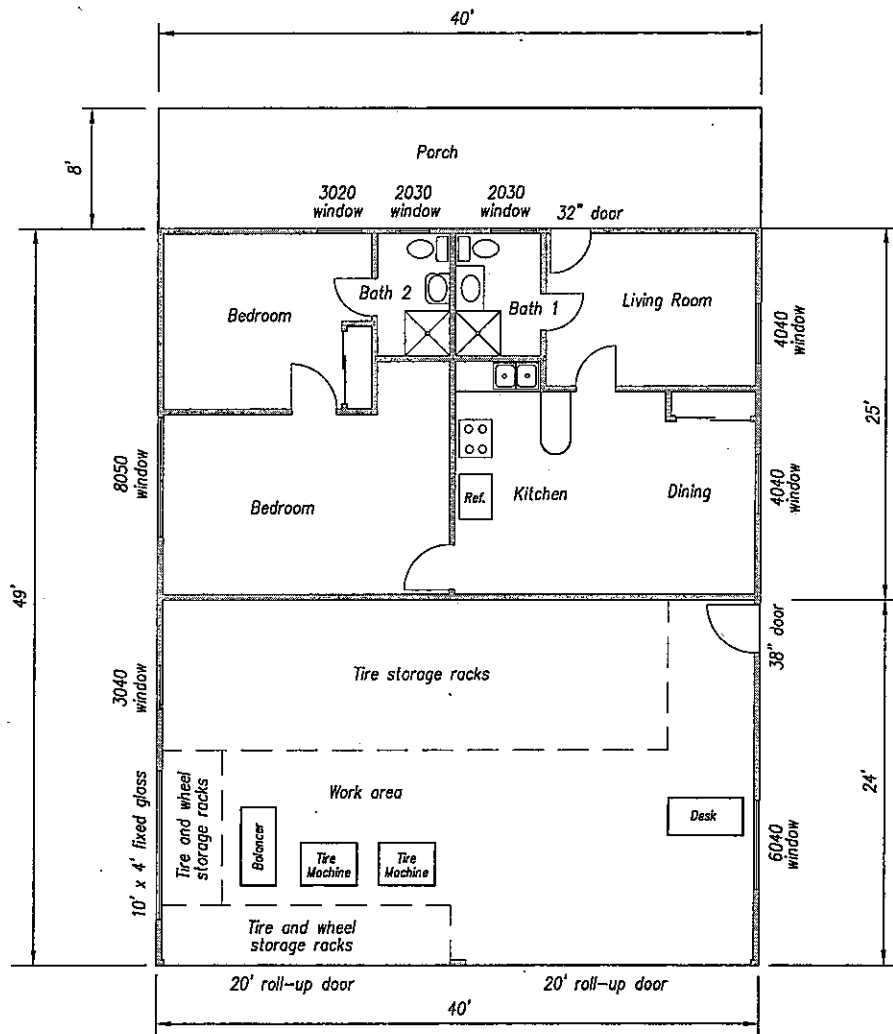 40'
8'
Porch
3020
window
2030
window
2030
window
32" door
Bedroom
Bath 2
Bath 1
Living Room
4040
window
25'
8050
window
Bedroom
Ref.
Kitchen
Dining
4040
window
49'
38" door
3040
window
Tire storage racks
10' x 4' fixed glass
Tire and wheel
storage racks
Work area
Balancer
Tire
Machine
Tire
Machine
Desk
6040
window
24'
Tire and wheel
storage racks
20' roll-up door
20' roll-up door
40'